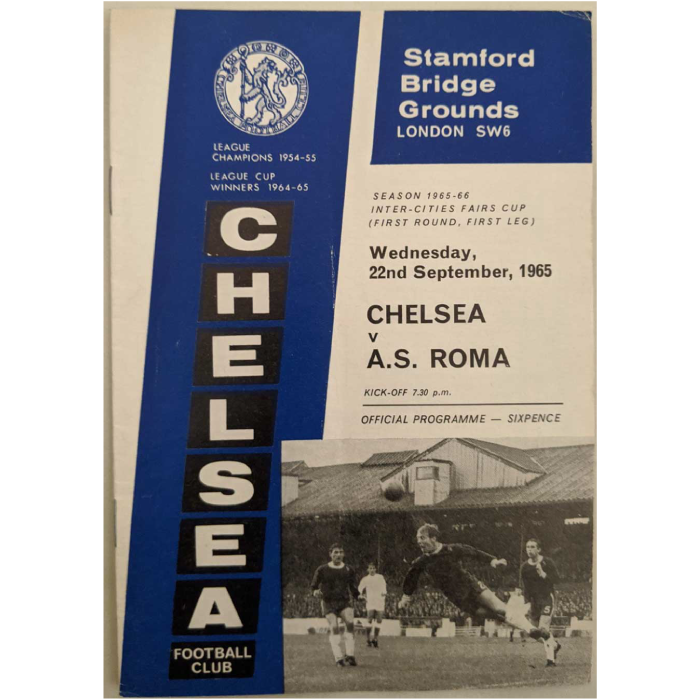 LEAGUE
CHAMPIONS 1954-55
LEAGUE CUP
WINNERS 1964-65
CHELSEA
FOOTBALL
CLUB
Stamford
Bridge
Grounds
LONDON SW6
SEASON 1965-66
INTER-CITIES FAIRS CUP
(FIRST ROUND, FIRST LEG)
Wednesday,
22nd September, 1965
CHELSEA
v
A.S. ROMA
KICK-OFF 7.30 p.m.
OFFICIAL PROGRAMME — SIXPENCE